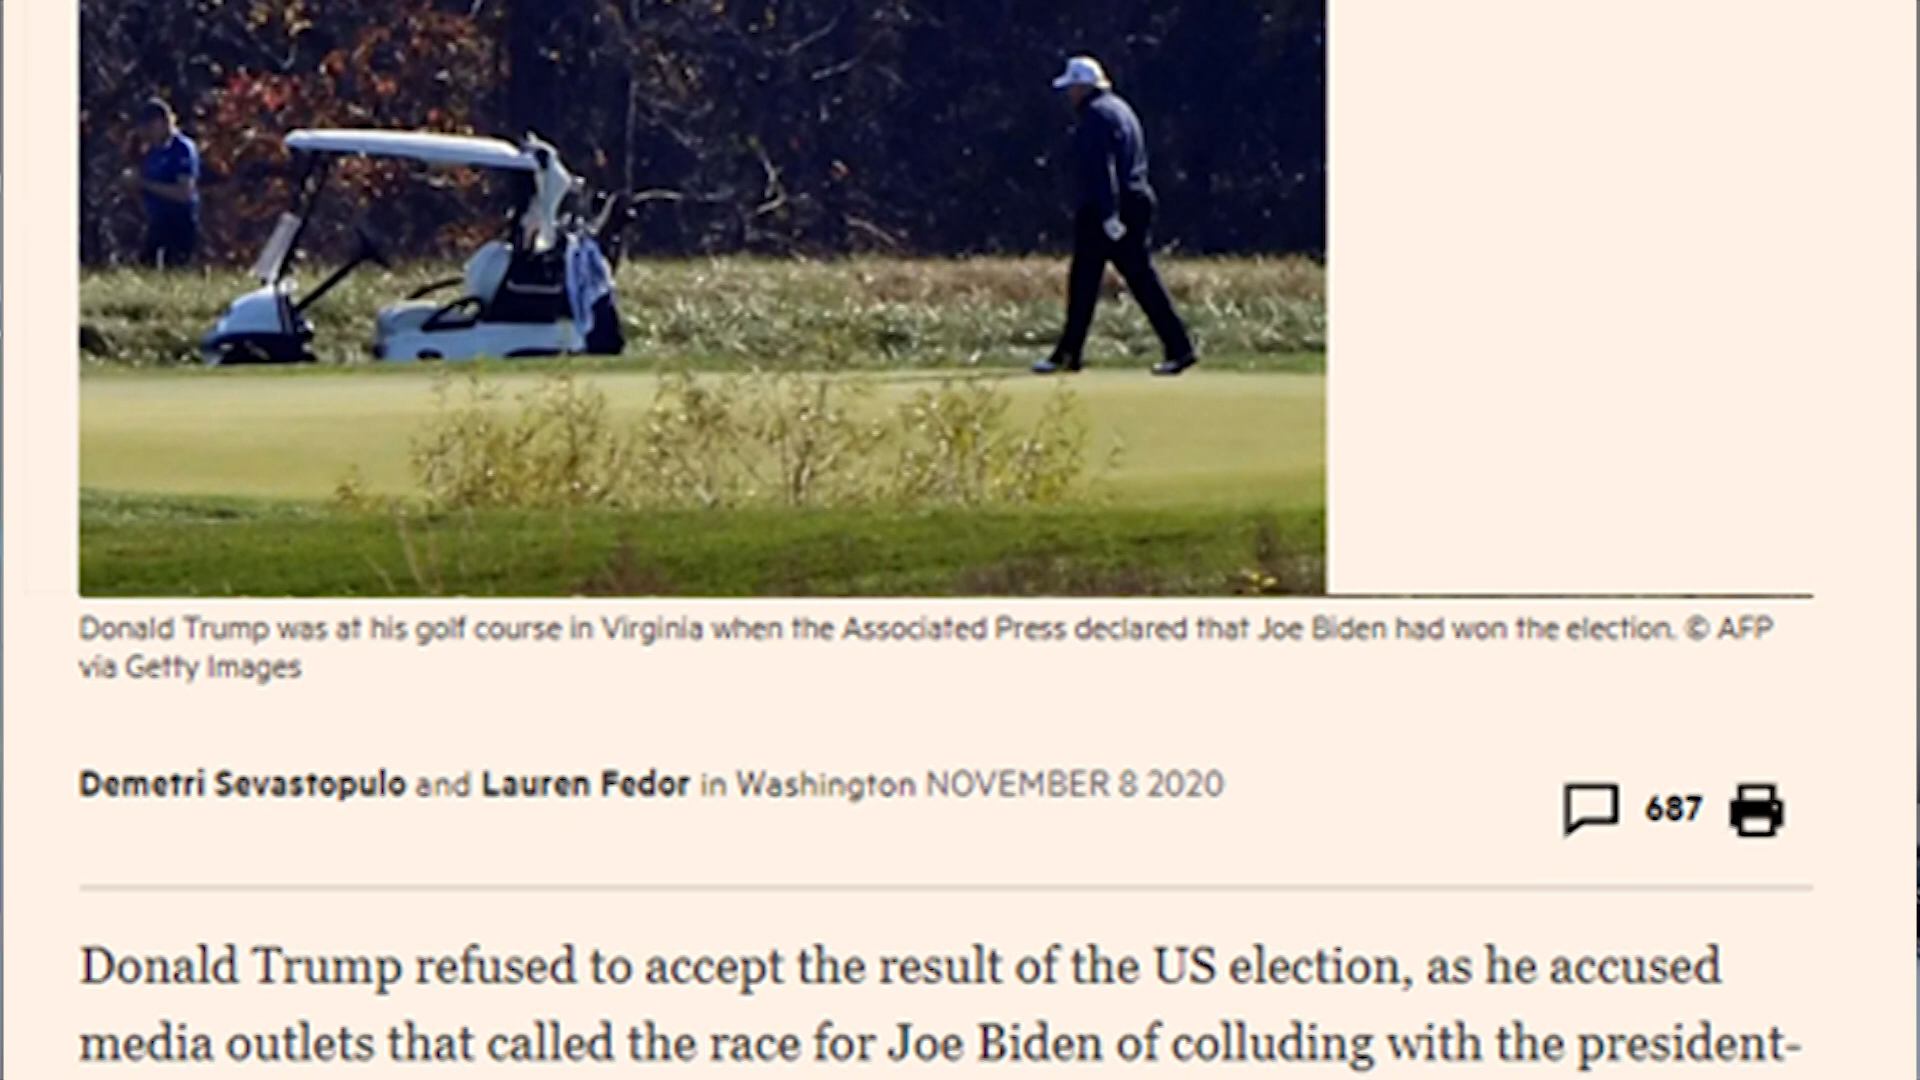 Donald Trump was at his golf course in Virginia when the Associated Press declared that Joe Biden had won the election. © AFP
via Getty Images
Demetri Sevastopulo and Lauren Fedor in Washington NOVEMBER 8 2020
687
Donald Trump refused to accept the result of the US election, as he accused
media outlets that called the race for Joe Biden of colluding with the president-